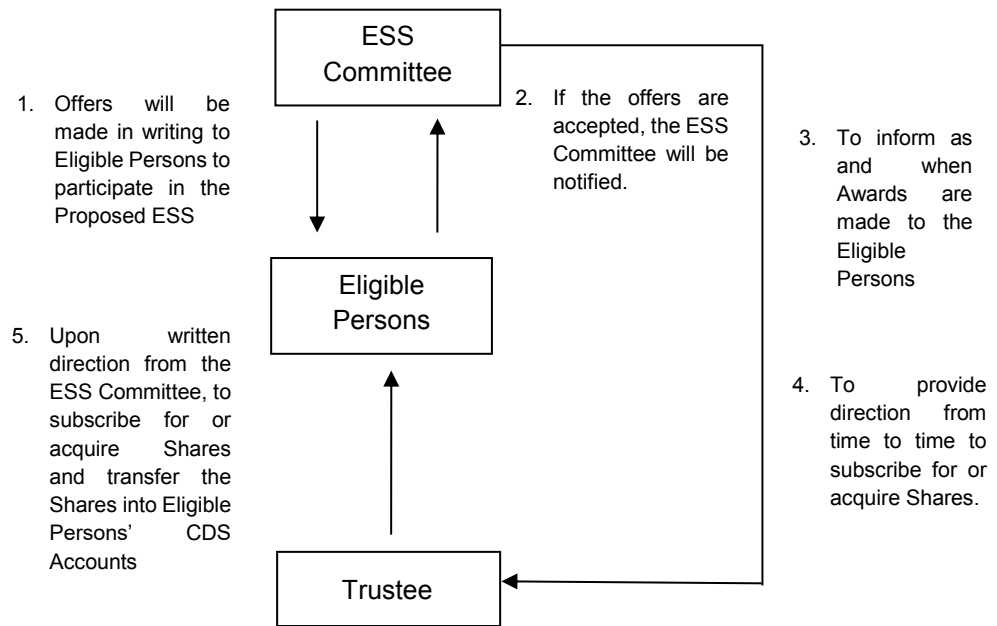 ESS
Committee
1. Offers will be
made in writing to
Eligible Persons to
participate in the
Proposed ESS
2. If the offers are
accepted, the ESS
Committee will be
notified.
3. To inform as
and when
Awards are
made to the
Eligible
Persons
Eligible
Persons
5. Upon written
direction from the
ESS Committee, to
subscribe for or
acquire Shares
and transfer the
Shares into Eligible
Persons’ CDS
Accounts
4. To provide
direction from
time to time to
subscribe for or
acquire Shares.
Trustee